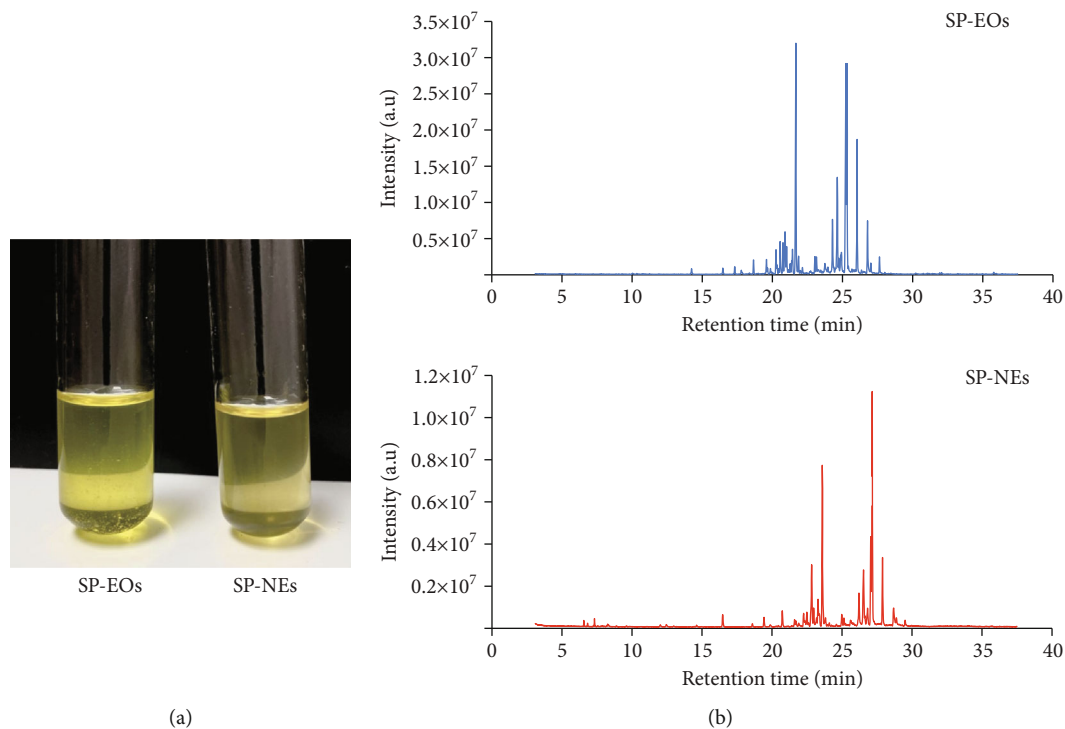 SP-EOs
SP-NEs
(a)
SP-EOs
Intensity (a.u)
3.5×10⁷
3.0×10⁷
2.5×10⁷
2.0×10⁷
1.5×10⁷
1.0×10⁷
0.5×10⁷
0 5 10 15 20 25 30 35 40
Retention time (min)
SP-NEs
Intensity (a.u)
1.2×10⁷
1.0×10⁷
0.8×10⁷
0.6×10⁷
0.4×10⁷
0.2×10⁷
0 5 10 15 20 25 30 35 40
Retention time (min)
(b)